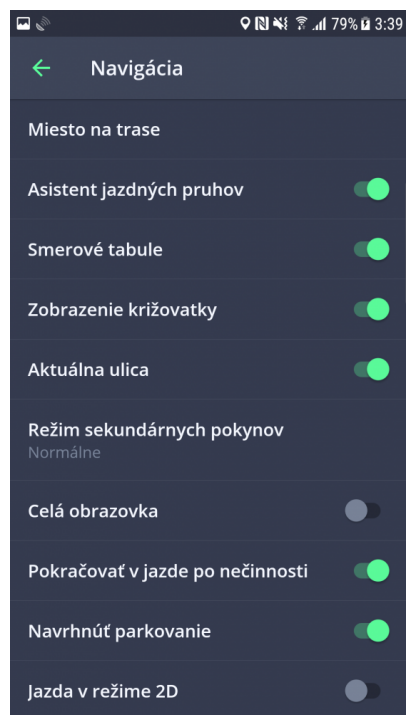 79% 3:39
Navigácia
Miesto na trase
Asistent jazdných pruhov
Smerové tabule
Zobrazenie križovatky
Aktuálna ulica
Režim sekundárnych pokynov
Normálne
Celá obrazovka
Pokračovať v jazde po nečinnosti
Navrhnúť parkovanie
Jazda v režime 2D